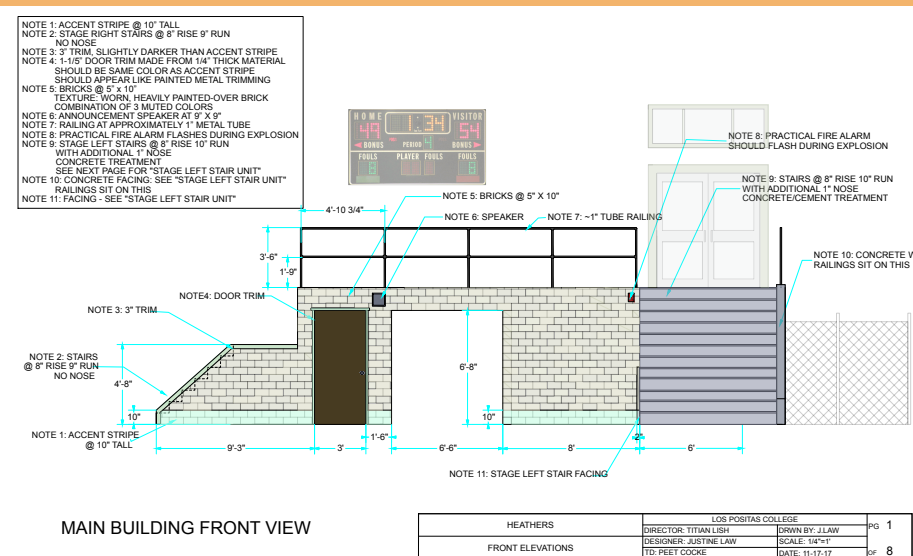 NOTE 1: ACCENT STRIPE @ 10" TALL
NOTE 2: STAGE RIGHT STAIRS @ 8" RISE 9" RUN
NO NOSE
NOTE 3: 3" TRIM, SLIGHTLY DARKER THAN ACCENT STRIPE
NOTE 4: 1-1/5" DOOR TRIM MADE FROM 1/4" THICK MATERIAL
SHOULD BE SAME COLOR AS ACCENT STRIPE
SHOULD APPEAR LIKE PAINTED METAL TRIMMING
NOTE 5: BRICKS @ 5" x 10"
TEXTURE: WORN, HEAVILY PAINTED-OVER BRICK
COMBINATION OF 3 MUTED COLORS
NOTE 6: ANNOUNCEMENT SPEAKER AT 9" X 9"
NOTE 7: RAILING AT APPROXIMATELY 1" METAL TUBE
NOTE 8: PRACTICAL FIRE ALARM FLASHES DURING EXPLOSION
NOTE 9: STAGE LEFT STAIRS @ 8" RISE 10" RUN
WITH ADDITIONAL 1" NOSE
CONCRETE TREATMENT
SEE NEXT PAGE FOR "STAGE LEFT STAIR UNIT"
NOTE 10: CONCRETE FACING: SEE "STAGE LEFT STAIR UNIT"
RAILINGS SIT ON THIS
NOTE 11: FACING - SEE "STAGE LEFT STAIR UNIT"
HOME 1:34 VISITOR
49 54
BONUS PERIOD 4 BONUS
FOULS PLAYER FOULS FOULS
8 8
NOTE 8: PRACTICAL FIRE ALARM
SHOULD FLASH DURING EXPLOSION
NOTE 9: STAIRS @ 8" RISE 10" RUN
WITH ADDITIONAL 1" NOSE
CONCRETE/CEMENT TREATMENT
NOTE 5: BRICKS @ 5" X 10"
NOTE 6: SPEAKER
NOTE 7: ~1" TUBE RAILING
4'-10 3/4"
3'-6"
1'-9"
NOTE 10: CONCRETE W
RAILINGS SIT ON THIS
NOTE4: DOOR TRIM
NOTE 3: 3" TRIM
NOTE 2: STAIRS
@ 8" RISE 9" RUN
NO NOSE
4'-8"
6'-8"
10"
10"
NOTE 1: ACCENT STRIPE
@ 10" TALL
9'-3"
3'
1'-6"
6'-6"
8'
2"
6'
NOTE 11: STAGE LEFT STAIR FACING
MAIN BUILDING FRONT VIEW
HEATHERS
FRONT ELEVATIONS
LOS POSITAS COLLEGE
DIRECTOR: TITIAN LISH
DRWN BY: J.LAW
DESIGNER: JUSTINE LAW
SCALE: 1/4"=1'
TD: PEET COCKE
DATE: 11-17-17
PG 1
OF 8